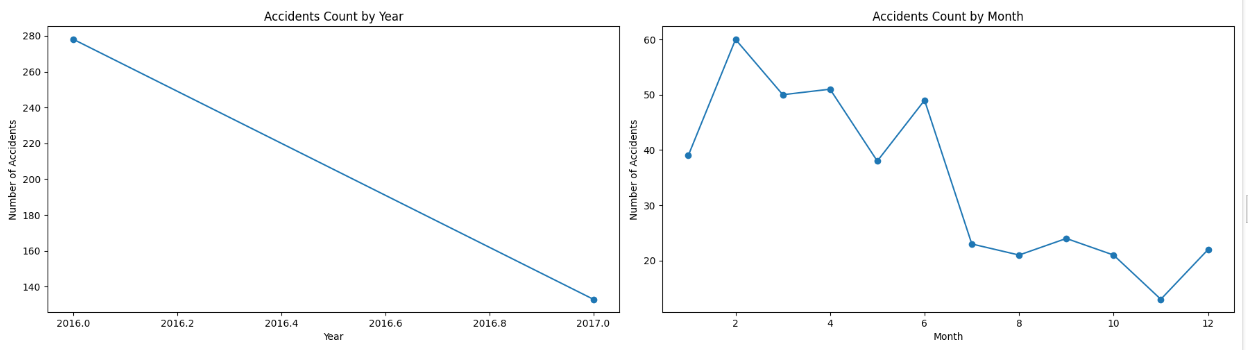 Accidents Count by Year
Number of Accidents
280
260
240
220
200
180
160
140
2016.0 2016.2 2016.4 2016.6 2016.8 2017.0
Year
Accidents Count by Month
Number of Accidents
60
50
40
30
20
2 4 6 8 10 12
Month